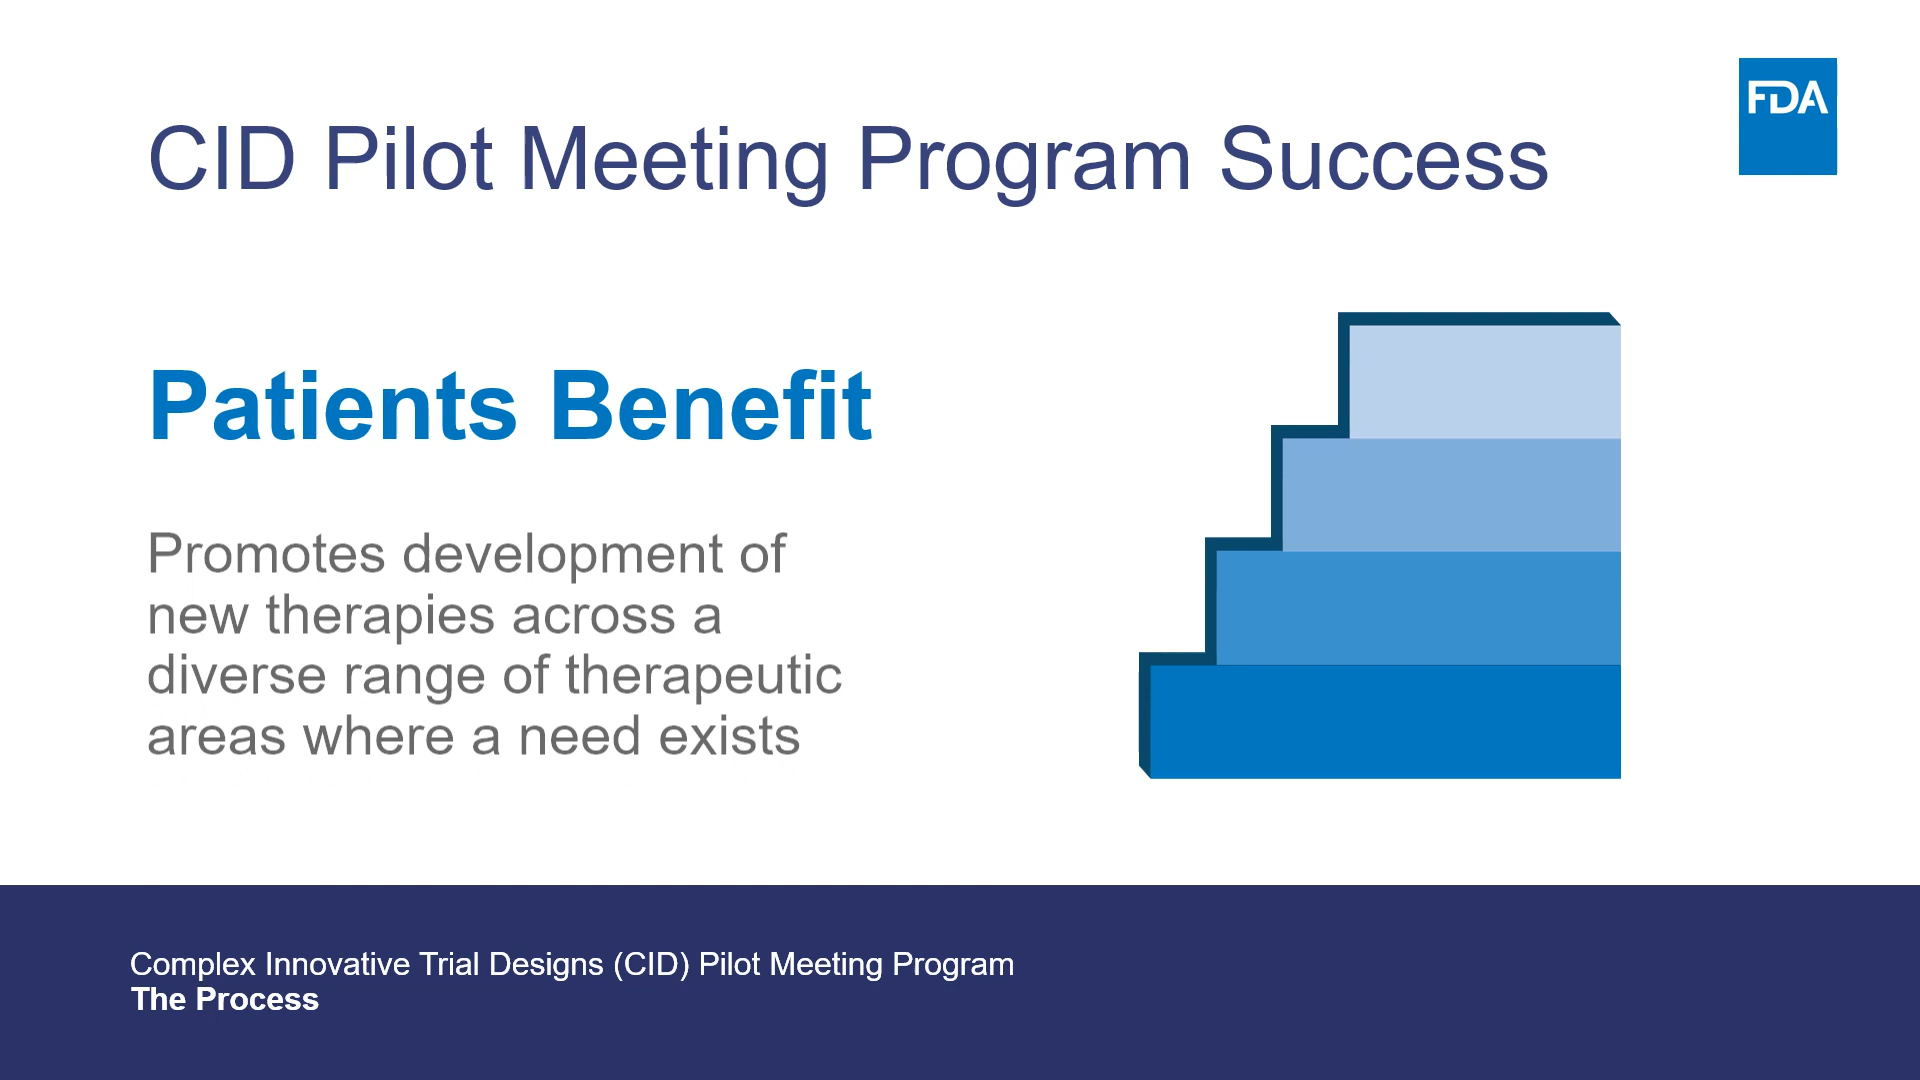 FDA
CID Pilot Meeting Program Success
Patients Benefit
Promotes development of
new therapies across a
diverse range of therapeutic
areas where a need exists
Complex Innovative Trial Designs (CID) Pilot Meeting Program
The Process